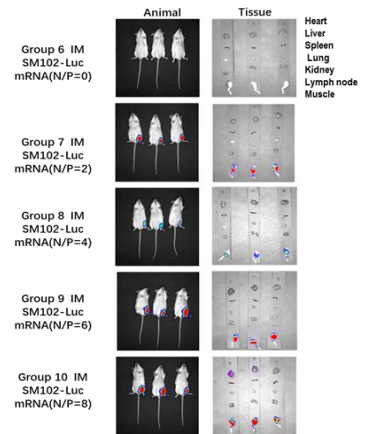 Animal
Tissue
Group 6 IM
SM102-Luc
mRNA(N/P=0)
Heart
Liver
Spleen
Lung
Kidney
Lymph node
Muscle
Group 7 IM
SM102-Luc
mRNA(N/P=2)
Group 8 IM
SM102-Luc
mRNA(N/P=4)
Group 9 IM
SM102-Luc
mRNA(N/P=6)
Group 10 IM
SM102-Luc
mRNA(N/P=8)